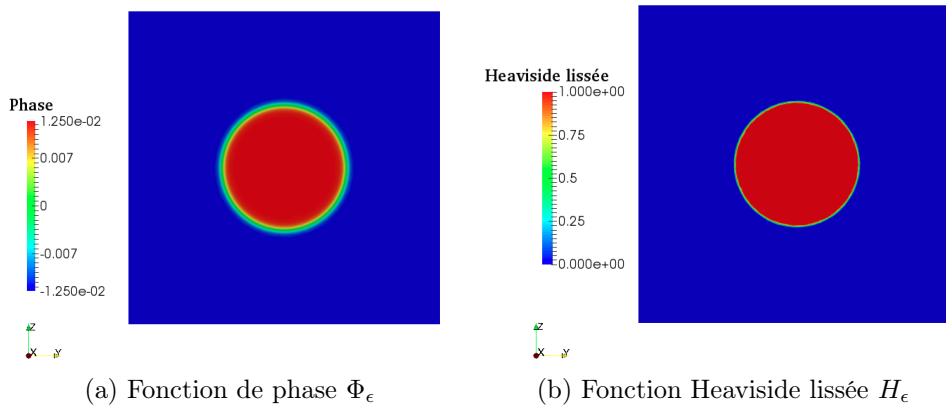 Phase
1.250e-02
0.007
0
-0.007
-1.250e-02
Z
X Y
Heaviside lissée
1.000e+00
0.75
0.5
0.25
0.000e+00
Z
X Y
(a) Fonction de phase Φϵ
(b) Fonction Heaviside lissée Hϵ